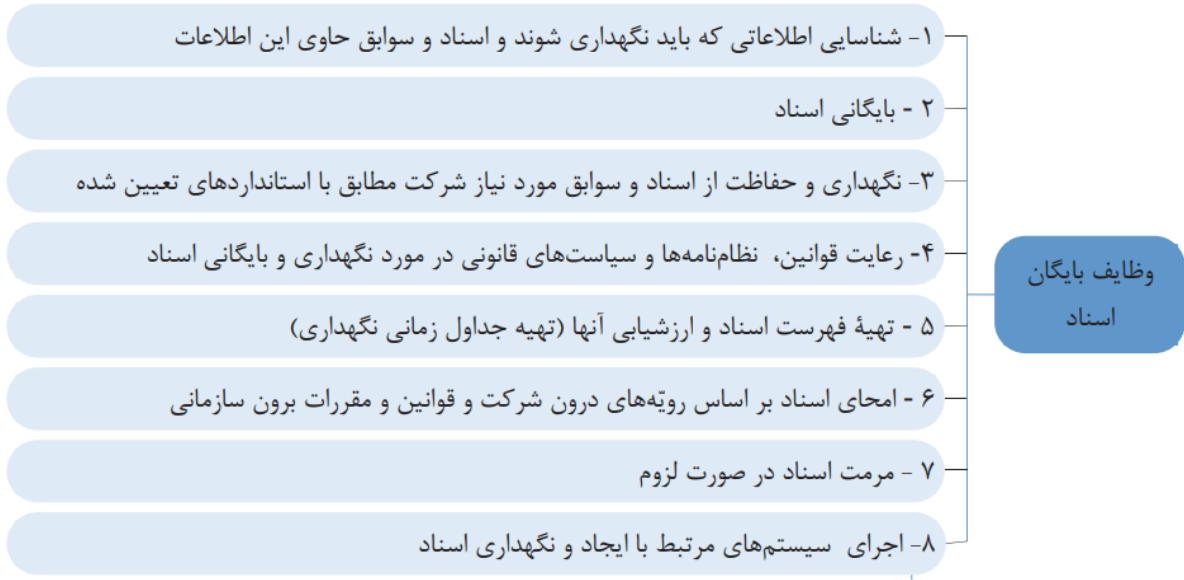 وظایف بایگان
اسناد
۱- شناسایی اطلاعاتی که باید نگهداری شوند و اسناد و سوابق حاوی این اطلاعات
۲ - بایگانی اسناد
۳- نگهداری و حفاظت از اسناد و سوابق مورد نیاز شرکت مطابق با استانداردهای تعیین شده
۴- رعایت قوانین، نظام‌نامه‌ها و سیاست‌های قانونی در مورد نگهداری و بایگانی اسناد
۵ - تهیۀ فهرست اسناد و ارزشیابی آنها (تهیه جداول زمانی نگهداری)
۶ - امحای اسناد بر اساس رویّه‌های درون شرکت و قوانین و مقررات برون سازمانی
۷ - مرمت اسناد در صورت لزوم
۸- اجرای سیستم‌های مرتبط با ایجاد و نگهداری اسناد